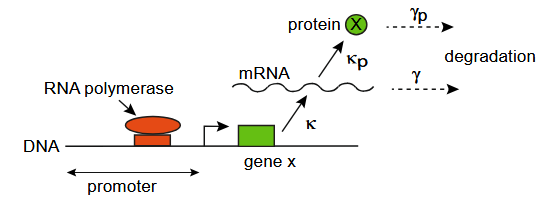 protein X
γp
degradation
κp
mRNA
γ
RNA polymerase
κ
DNA
gene x
promoter